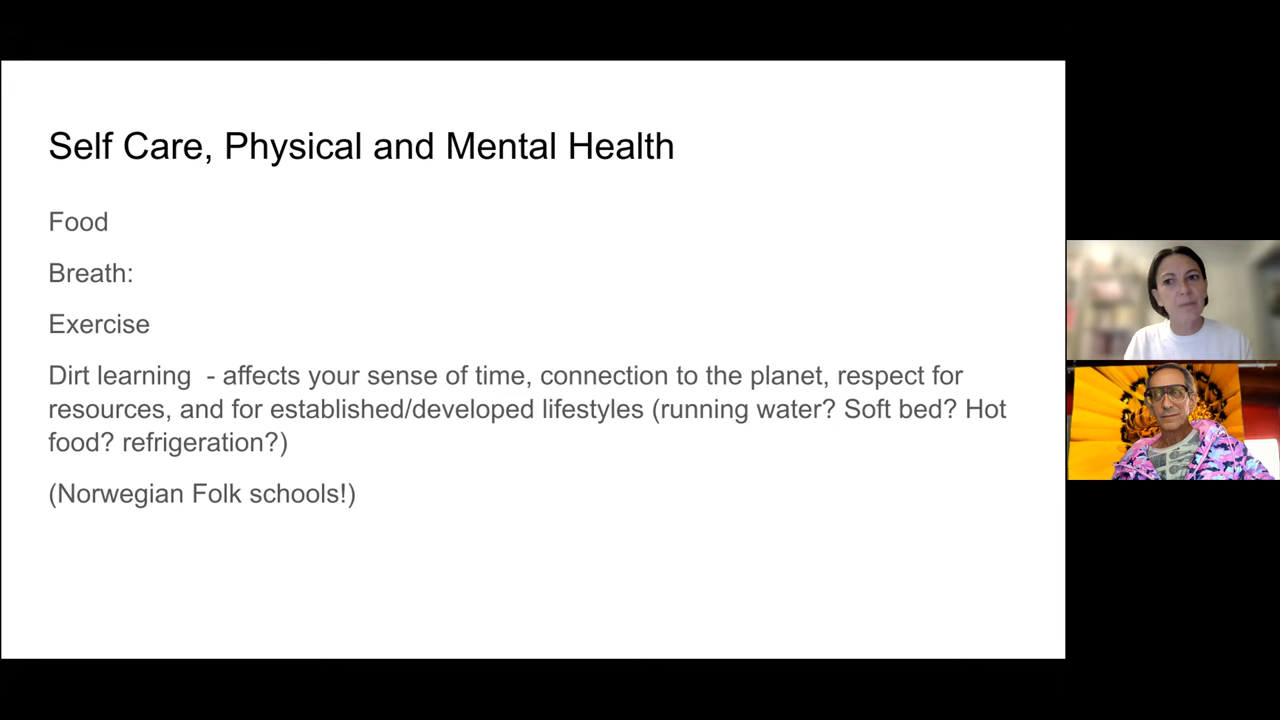 Self Care, Physical and Mental Health
Food
Breath:
Exercise
Dirt learning  - affects your sense of time, connection to the planet, respect for
resources, and for established/developed lifestyles (running water? Soft bed? Hot
food? refrigeration?)
(Norwegian Folk schools!)